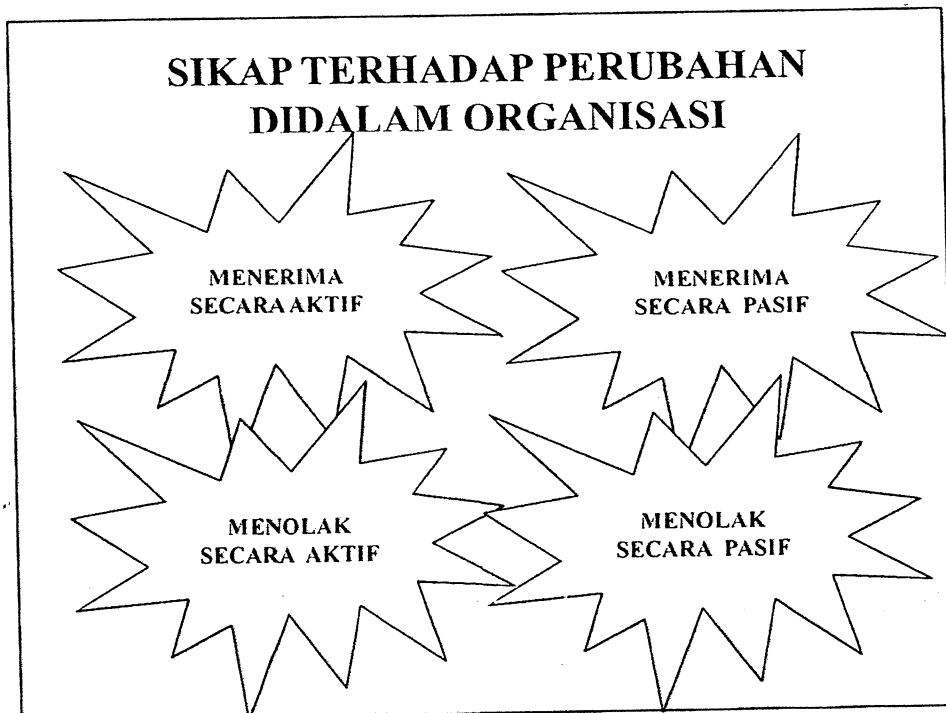 SIKAP TERHADAP PERUBAHAN
DIDALAM ORGANISASI
MENERIMA
SECARA AKTIF
MENERIMA
SECARA PASIF
MENOLAK
SECARA AKTIF
MENOLAK
SECARA PASIF